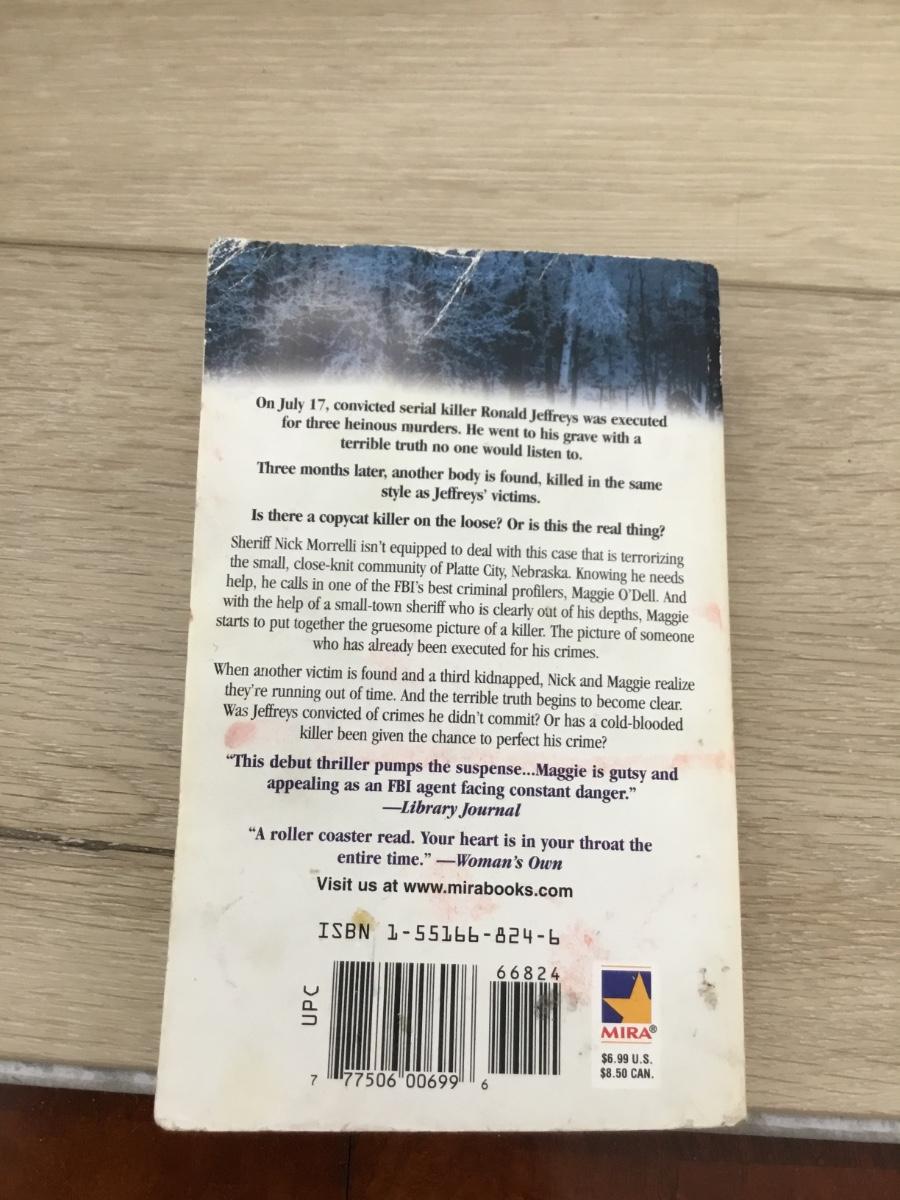 On July 17, convicted serial killer Ronald Jeffreys was executed
for three heinous murders. He went to his grave with a
terrible truth no one would listen to.
Three months later, another body is found, killed in the same
style as Jeffreys' victims.
Is there a copycat killer on the loose? Or is this the real thing?
Sheriff Nick Morrelli isn't equipped to deal with this case that is terrorizing
the small, close-knit community of Platte City, Nebraska. Knowing he needs
help, he calls in one of the FBI's best criminal profilers, Maggie O'Dell. And
with the help of a small-town sheriff who is clearly out of his depths, Maggie
starts to put together the gruesome picture of a killer. The picture of someone
who has already been executed for his crimes.
When another victim is found and a third kidnapped, Nick and Maggie realize
they're running out of time. And the terrible truth begins to become clear.
Was Jeffreys convicted of crimes he didn't commit? Or has a cold-blooded
killer been given the chance to perfect his crime?
"This debut thriller pumps the suspense...Maggie is gutsy and
appealing as an FBI agent facing constant danger."
—Library Journal
"A roller coaster read. Your heart is in your throat the
entire time." —Woman's Own
Visit us at www.mirabooks.com
ISBN 1-55166-824-6
66824
UPC
7 77506 00699 6
MIRA®
$6.99 U.S.
$8.50 CAN.